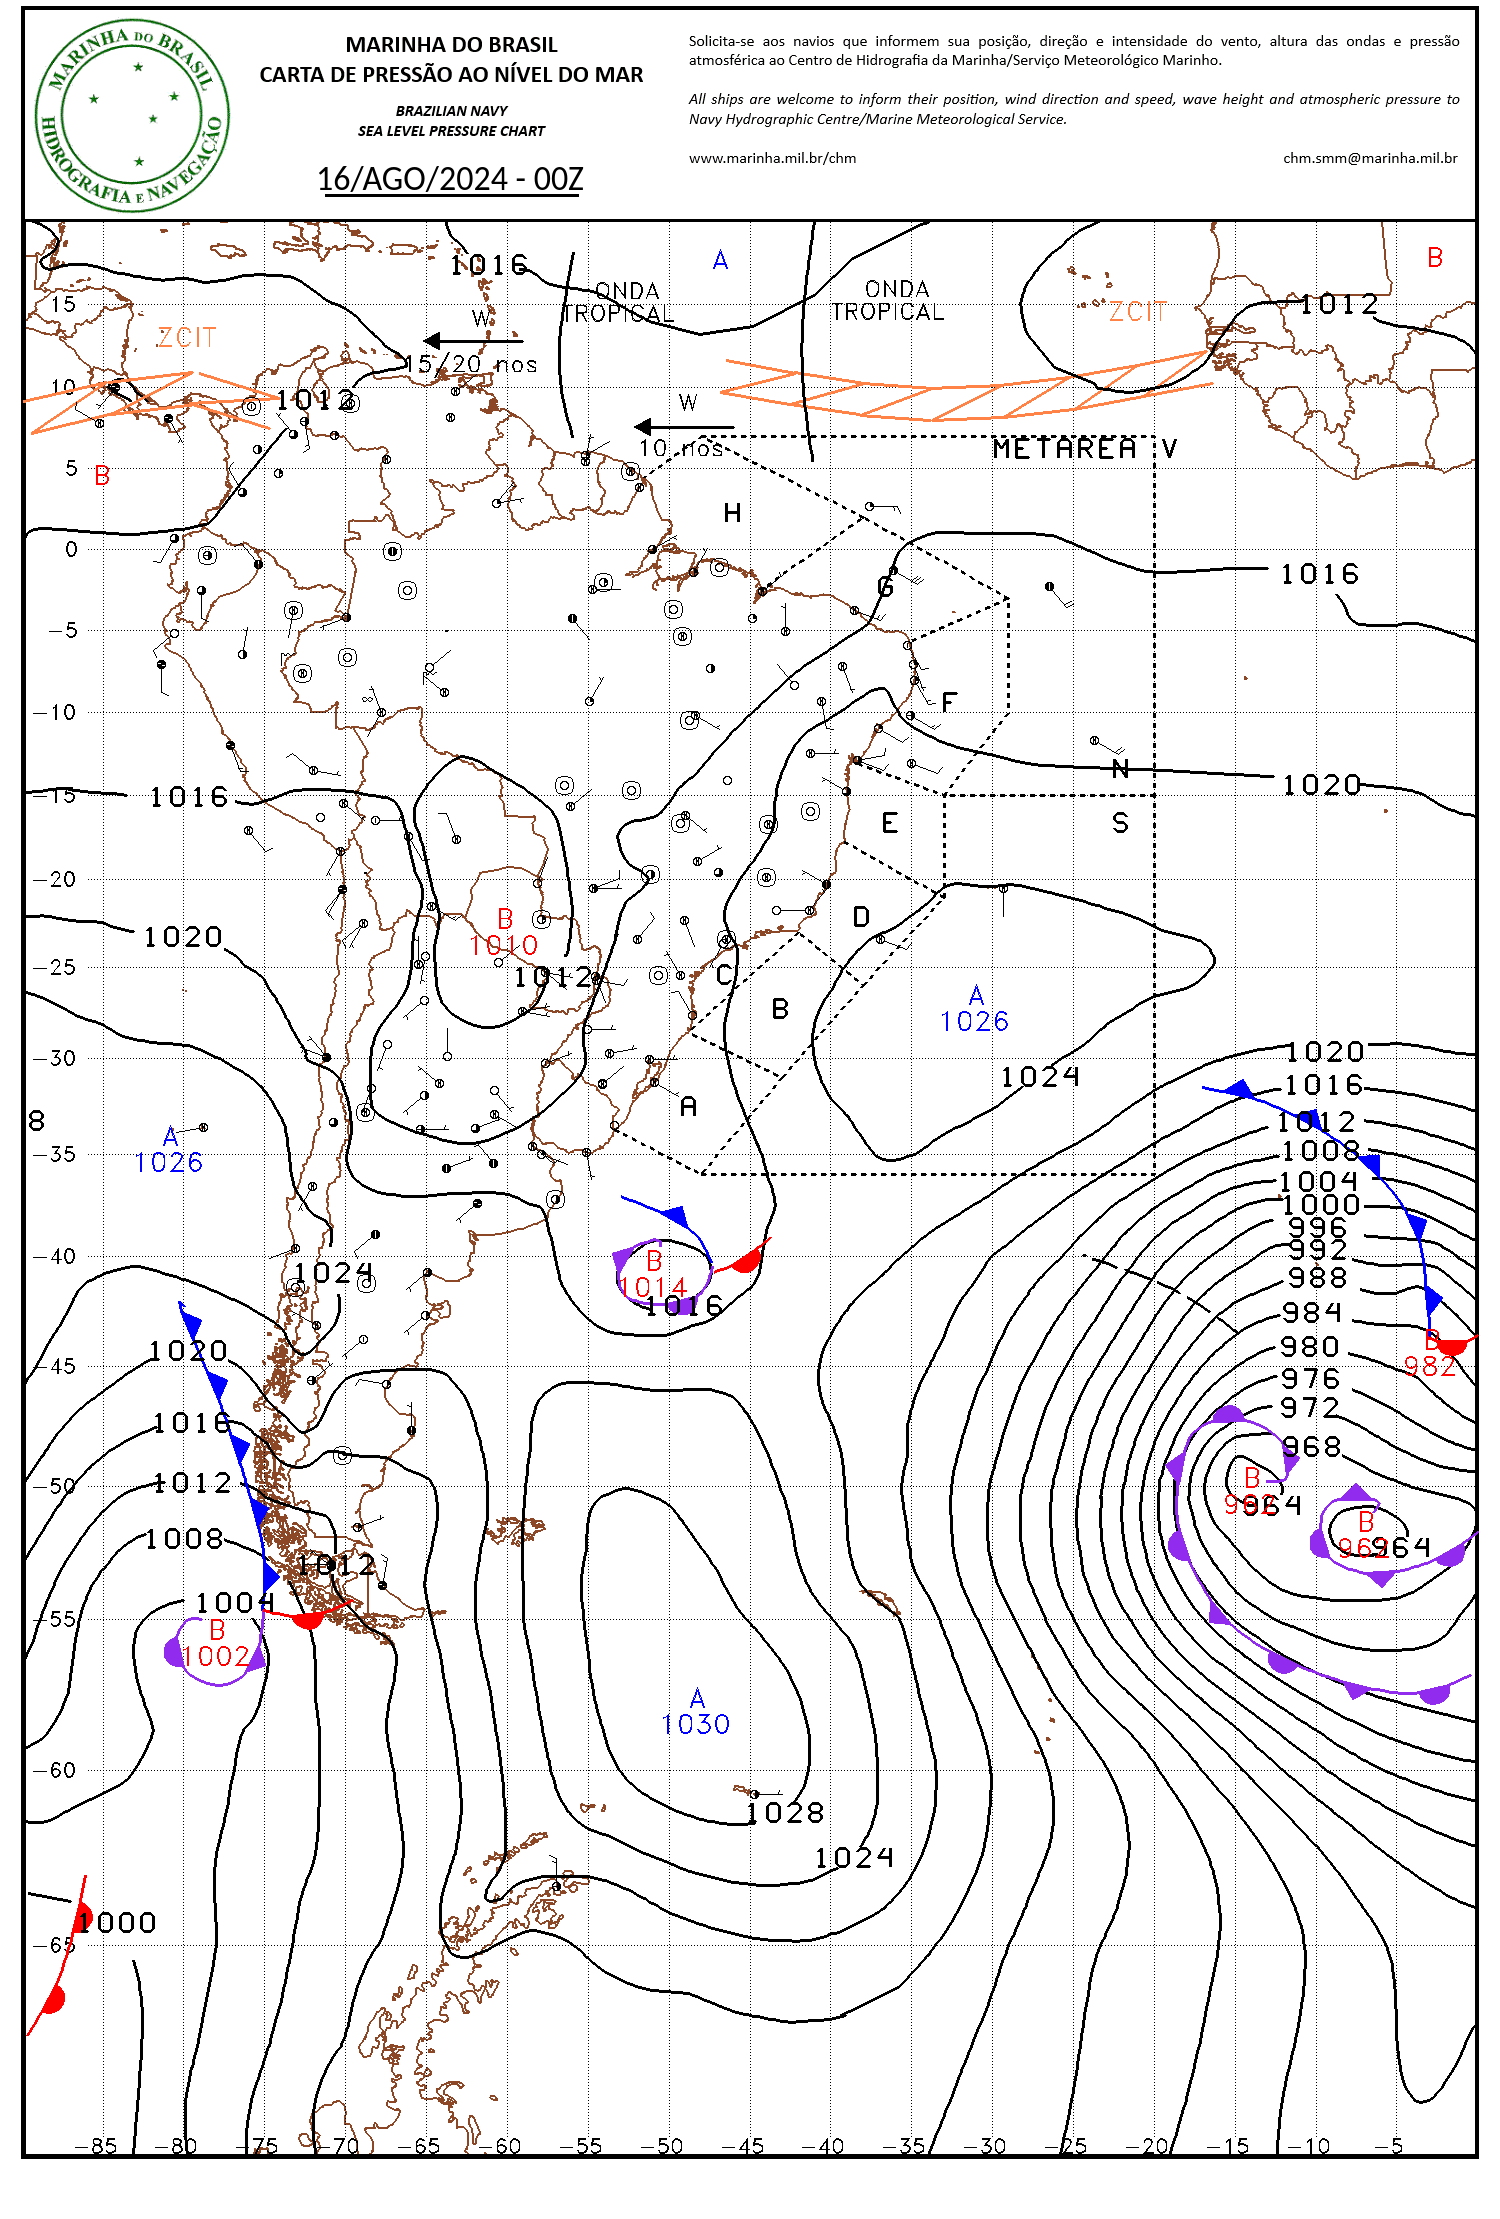 MARINHA DO BRASIL
HIDROGRAFIA E NAVEGAÇÃO
MARINHA DO BRASIL
CARTA DE PRESSÃO AO NÍVEL DO MAR
BRAZILIAN NAVY
SEA LEVEL PRESSURE CHART
16/AGO/2024 - 00Z
Solicita-se aos navios que informem sua posição, direção e intensidade do vento, altura das ondas e pressão
atmosférica ao Centro de Hidrografia da Marinha/Serviço Meteorológico Marinho.
All ships are welcome to inform their position, wind direction and speed, wave height and atmospheric pressure to
Navy Hydrographic Centre/Marine Meteorological Service.
www.marinha.mil.br/chm
chm.smm@marinha.mil.br
A
B
1016
ONDA
TROPICAL
ONDA
TROPICAL
ZCIT
1012
15
W
ZCIT
15/20 nos
10
1012
W
10 nos
METAREA V
5
B
H
0
1016
G
-5
F
-10
N
1020
-15
1016
E
S
-20
B
1010
D
1020
1012
-25
C
B
A
1026
-30
1020
1024
1016
A
8
1012
A
1026
1008
-35
1004
1000
996
992
-40
B
1014
1024
988
1016
984
980
B
982
1020
-45
976
972
1016
968
1012
-50
B
962
964
B
962
964
1008
1012
1004
-55
B
1002
A
1030
-60
1028
1024
1000
-65
-85
-80
-75
-70
-65
-60
-55
-50
-45
-40
-35
-30
-25
-20
-15
-10
-5